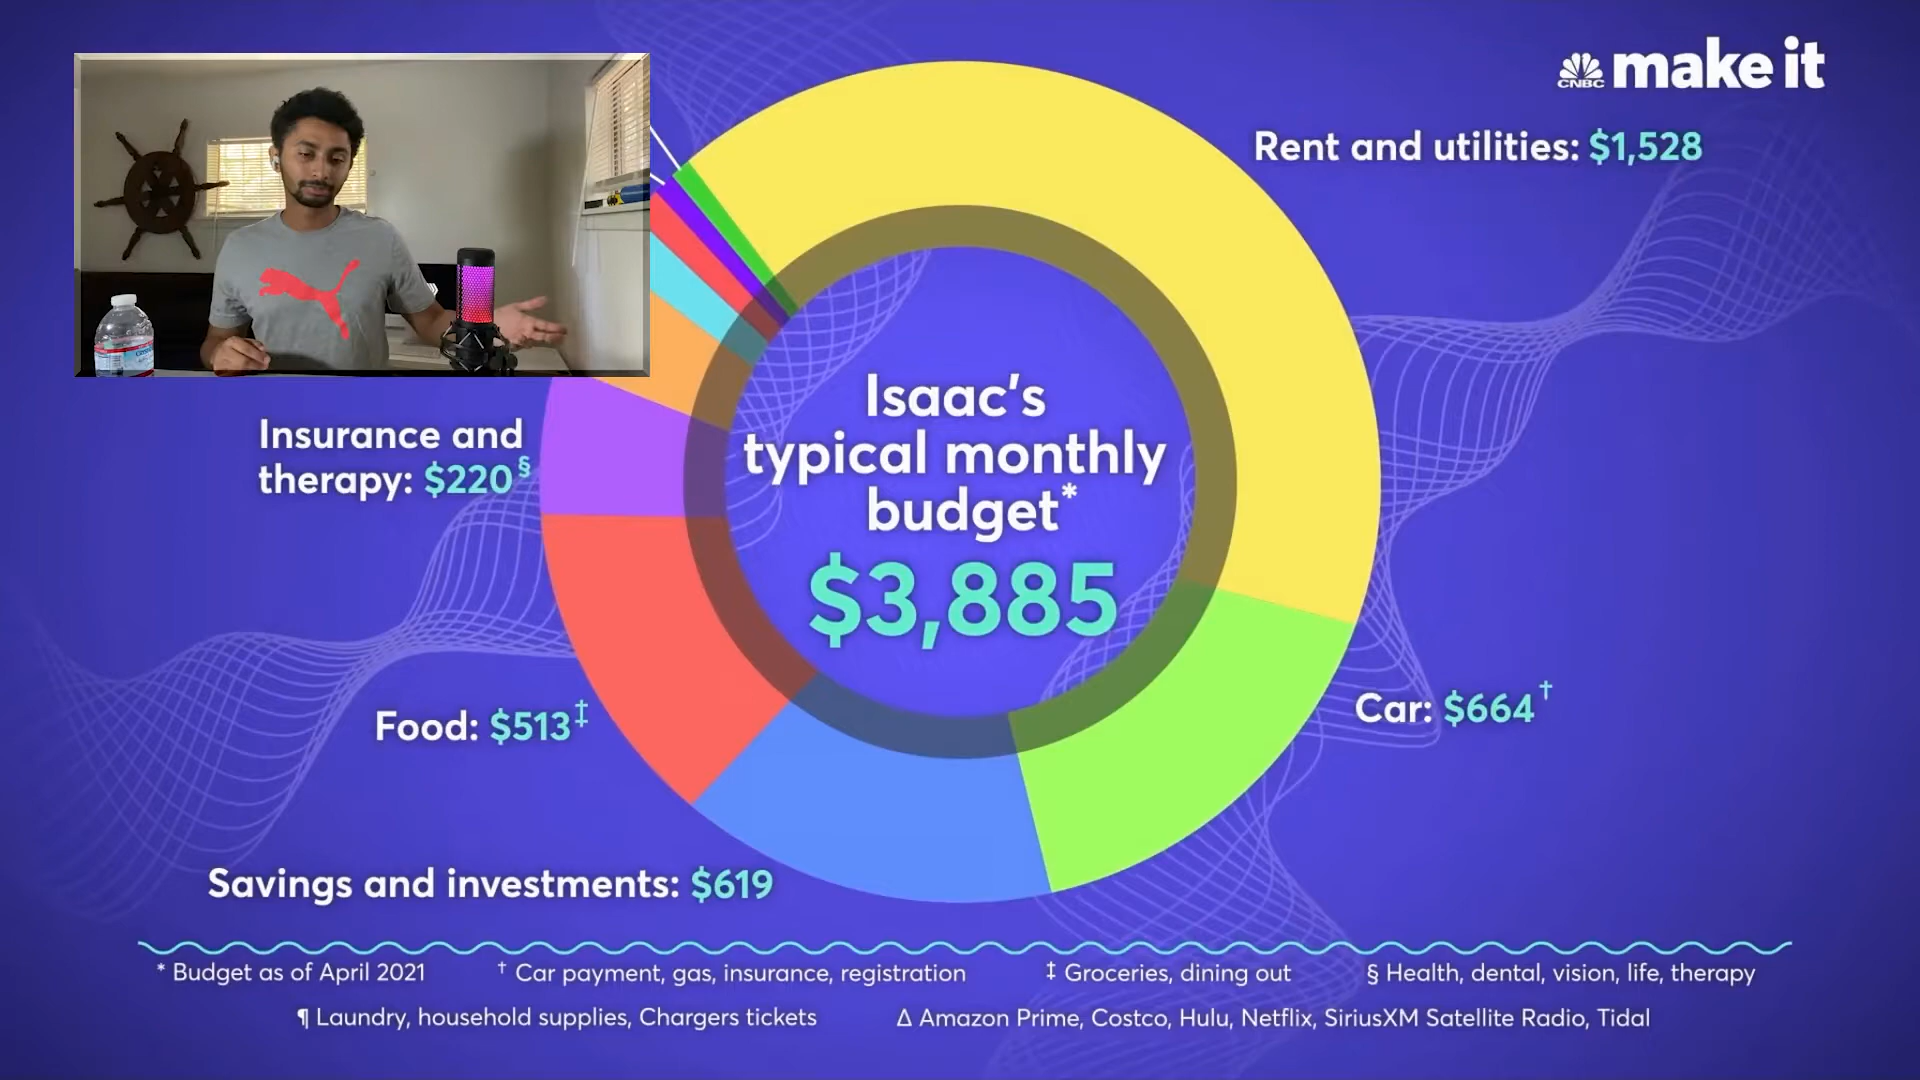 CNBC make it
Rent and utilities: $1,528
Isaac's
typical monthly
budget*
$3,885
Insurance and
therapy: $220§
Food: $513‡
Car: $664†
Savings and investments: $619
* Budget as of April 2021 † Car payment, gas, insurance, registration ‡ Groceries, dining out § Health, dental, vision, life, therapy
¶ Laundry, household supplies, Chargers tickets Δ Amazon Prime, Costco, Hulu, Netflix, SiriusXM Satellite Radio, Tidal